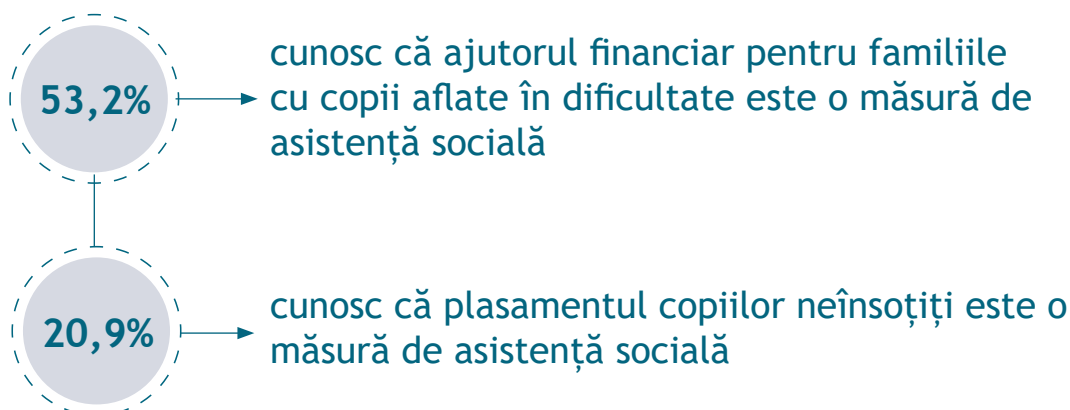 53,2%
cunosc că ajutorul financiar pentru familiile
cu copii aflate în dificultate este o măsură de
asistență socială
20,9%
cunosc că plasamentul copiilor neînsoțiți este o
măsură de asistență socială